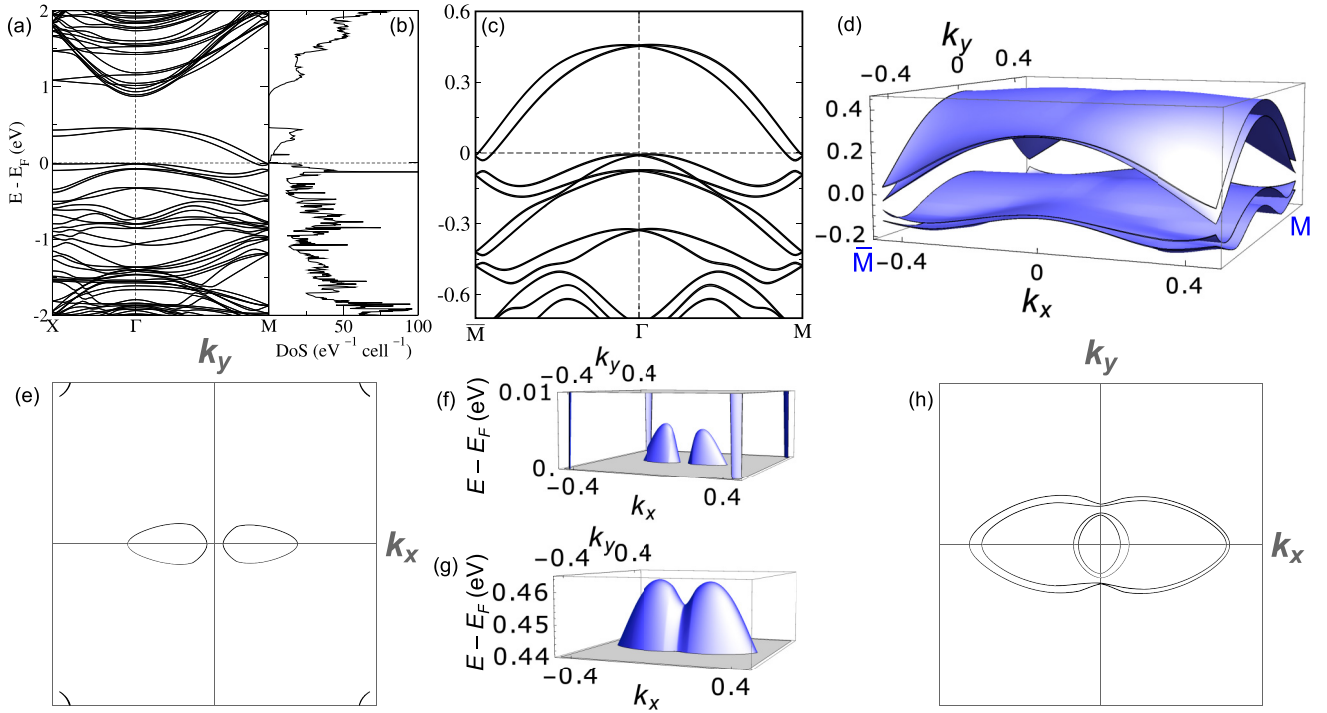 (a)
(b)
2
1
0
-1
-2
E - E_F (eV)
X
Γ
M
50
100
DoS (eV⁻¹ cell⁻¹)
(c)
0.6
0.3
0
-0.3
-0.6
M̅
Γ
M
(d)
k_y
-0.4
0
0.4
0.4
0.2
0.0
-0.2
M̅
-0.4
0
0.4
k_x
M
(e)
k_y
k_x
(f)
k_y
-0.4 0.4
0.01
0.
E - E_F (eV)
-0.4
0.4
k_x
(g)
k_y
-0.4 0.4
0.46
0.45
0.44
E - E_F (eV)
-0.4
0.4
k_x
(h)
k_y
k_x